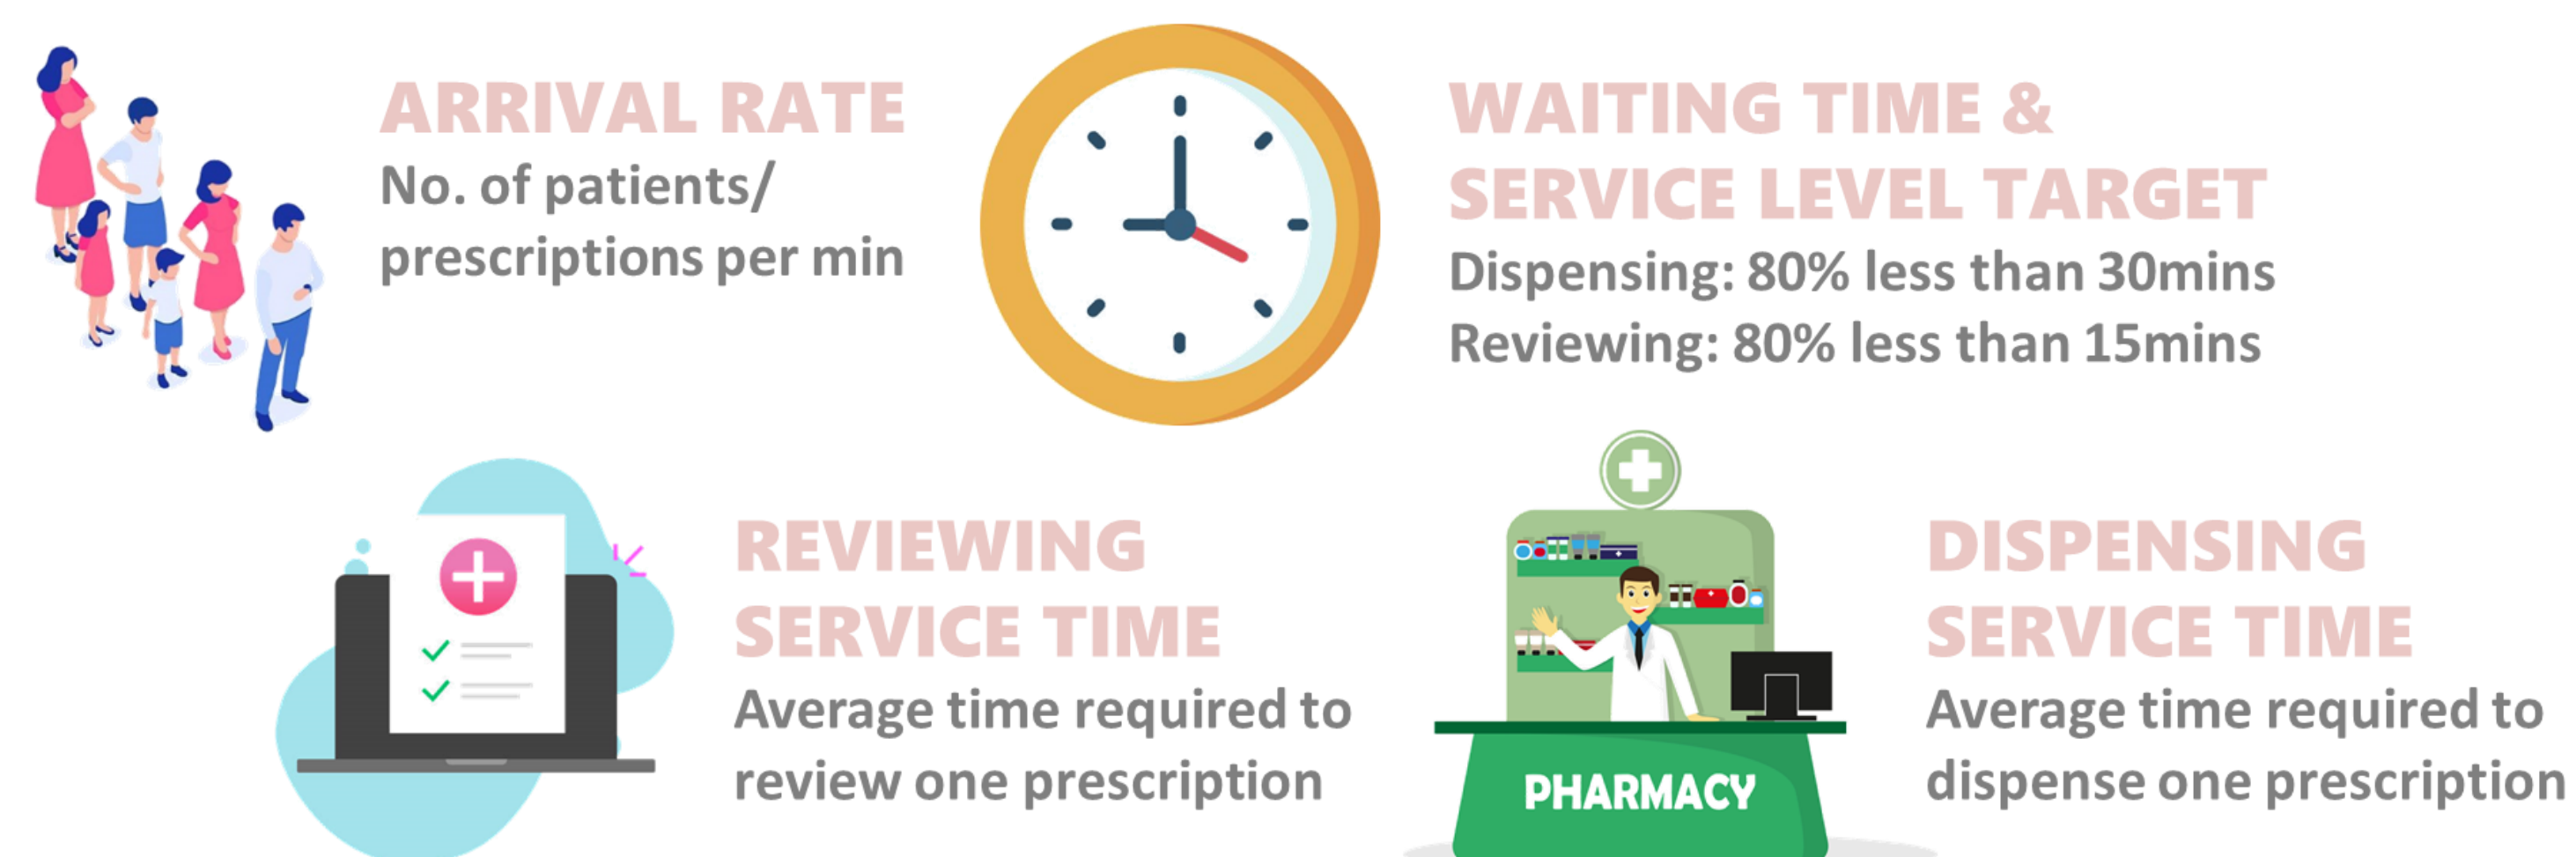 ARRIVAL RATE
No. of patients/
prescriptions per min
WAITING TIME &
SERVICE LEVEL TARGET
Dispensing: 80% less than 30mins
Reviewing: 80% less than 15mins
REVIEWING
SERVICE TIME
Average time required to
review one prescription
PHARMACY
DISPENSING
SERVICE TIME
Average time required to
dispense one prescription